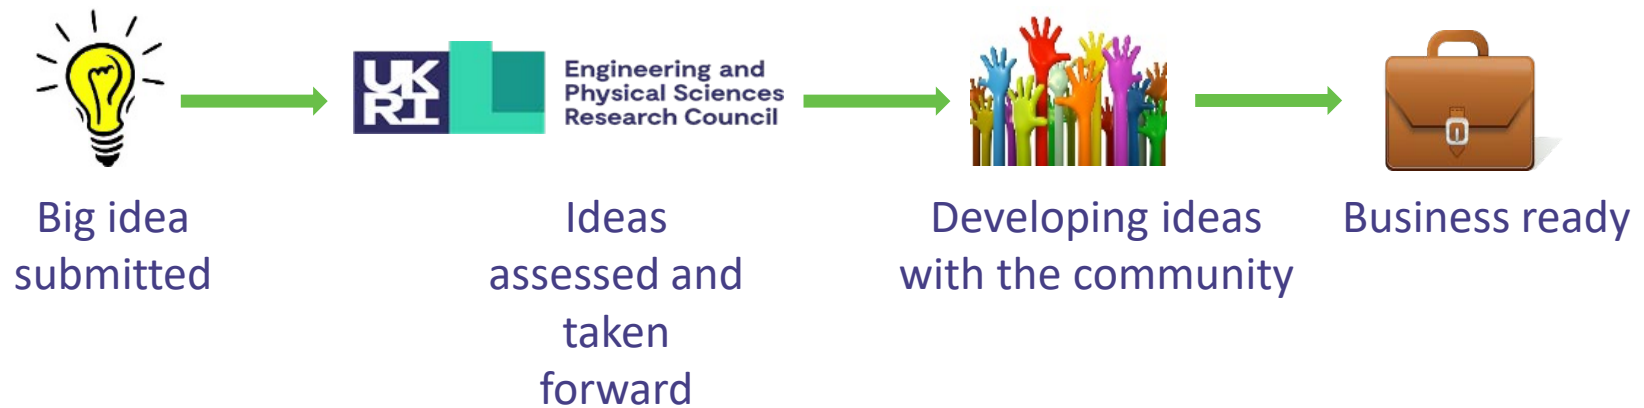 UK
RI
Engineering and
Physical Sciences
Research Council
Big idea
submitted
Ideas
assessed and
taken
forward
Developing ideas
with the community
Business ready